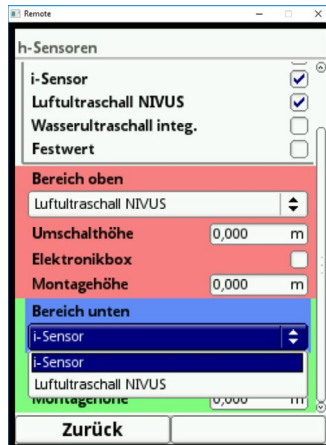 Remote
h-Sensoren
i-Sensor
Luftultraschall NIVUS
Wasserultraschall integ.
Festwert
Bereich oben
Luftultraschall NIVUS
Umschalthöhe 0,000 m
Elektronikbox
Montagehöhe 0,000 m
Bereich unten
i-Sensor
i-Sensor
Luftultraschall NIVUS
Montagehöhe 0,000 m
Zurück